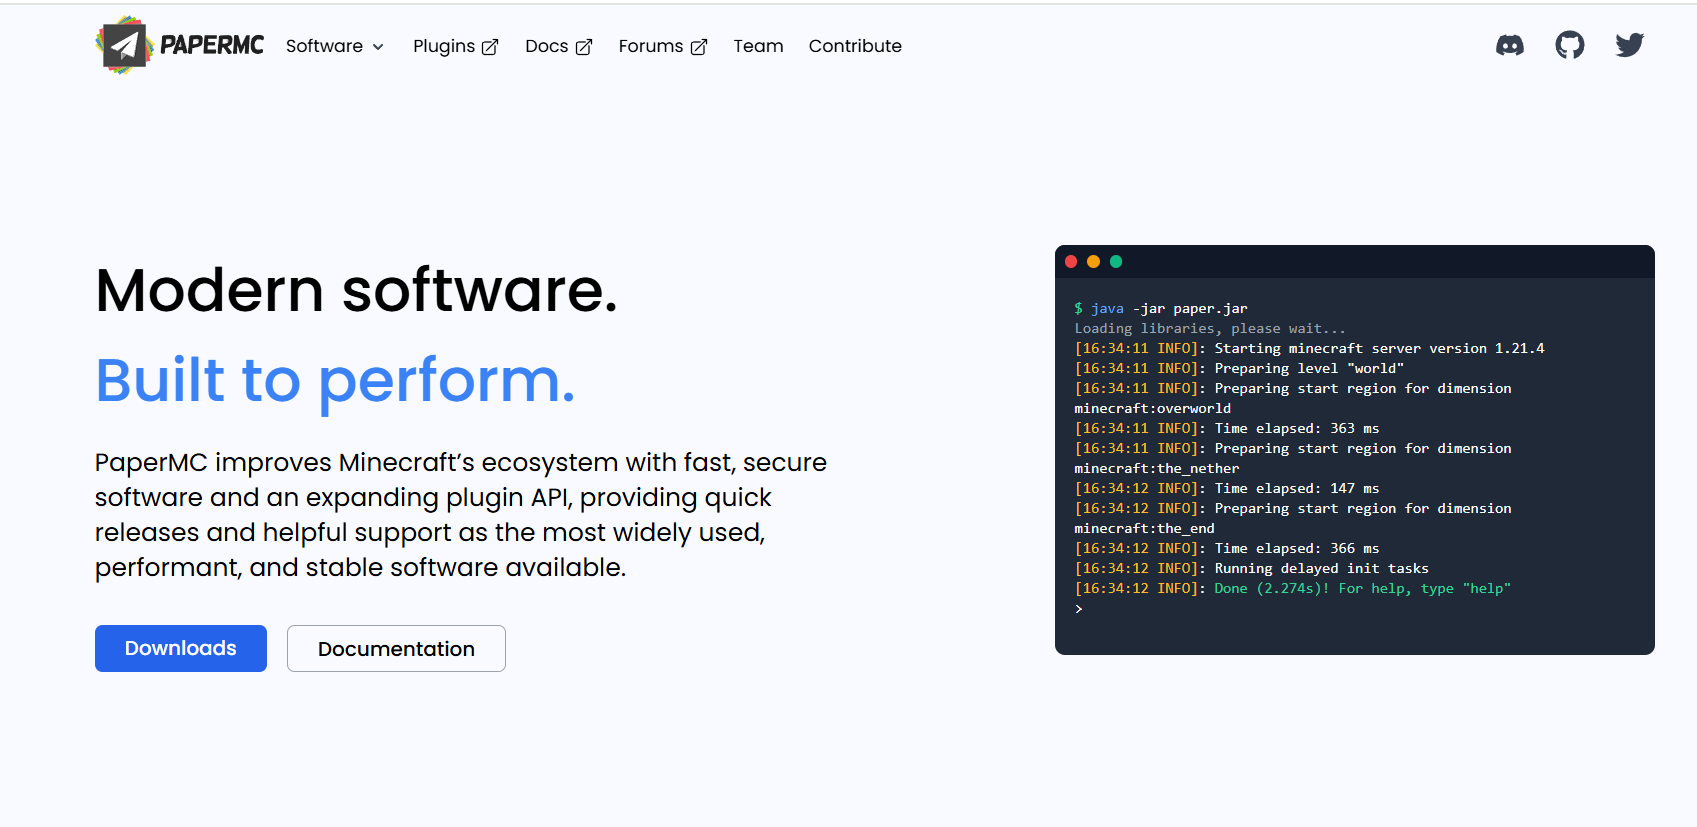 PAPERMC Software Plugins Docs Forums Team Contribute
Modern software.
Built to perform.
PaperMC improves Minecraft’s ecosystem with fast, secure
software and an expanding plugin API, providing quick
releases and helpful support as the most widely used,
performant, and stable software available.
Downloads Documentation
$ java -jar paper.jar
Loading libraries, please wait...
[16:34:11 INFO]: Starting minecraft server version 1.21.4
[16:34:11 INFO]: Preparing level "world"
[16:34:11 INFO]: Preparing start region for dimension
minecraft:overworld
[16:34:11 INFO]: Time elapsed: 363 ms
[16:34:11 INFO]: Preparing start region for dimension
minecraft:the_nether
[16:34:12 INFO]: Time elapsed: 147 ms
[16:34:12 INFO]: Preparing start region for dimension
minecraft:the_end
[16:34:12 INFO]: Time elapsed: 366 ms
[16:34:12 INFO]: Running delayed init tasks
[16:34:12 INFO]: Done (2.274s)! For help, type "help"
>